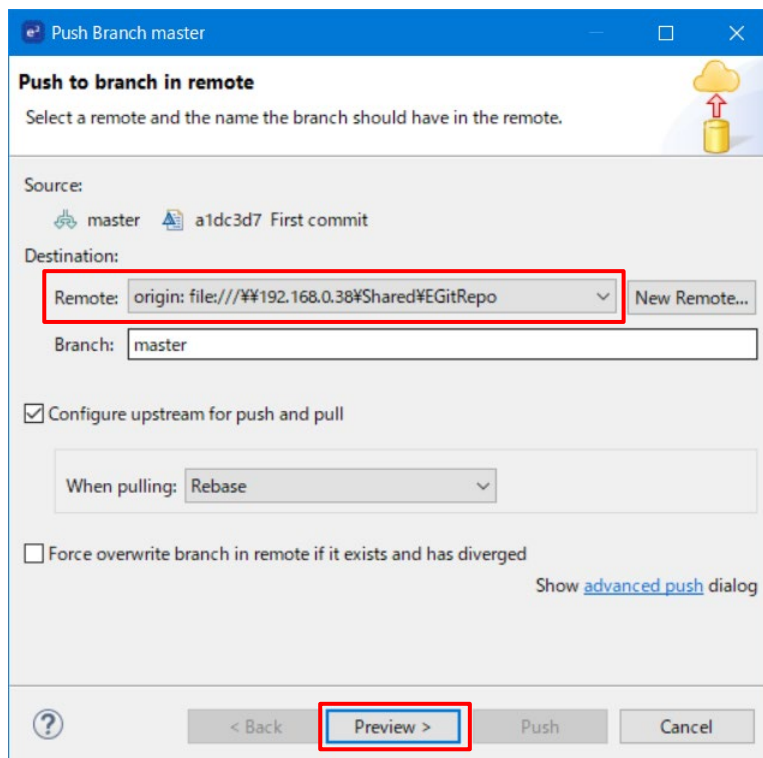 e² Push Branch master
Push to branch in remote
Select a remote and the name the branch should have in the remote.
Source:
master a1dc3d7 First commit
Destination:
Remote: origin: file:///¥¥192.168.0.38¥Shared¥EGitRepo New Remote...
Branch: master
Configure upstream for push and pull
When pulling: Rebase
Force overwrite branch in remote if it exists and has diverged
Show advanced push dialog
? < Back Preview > Push Cancel